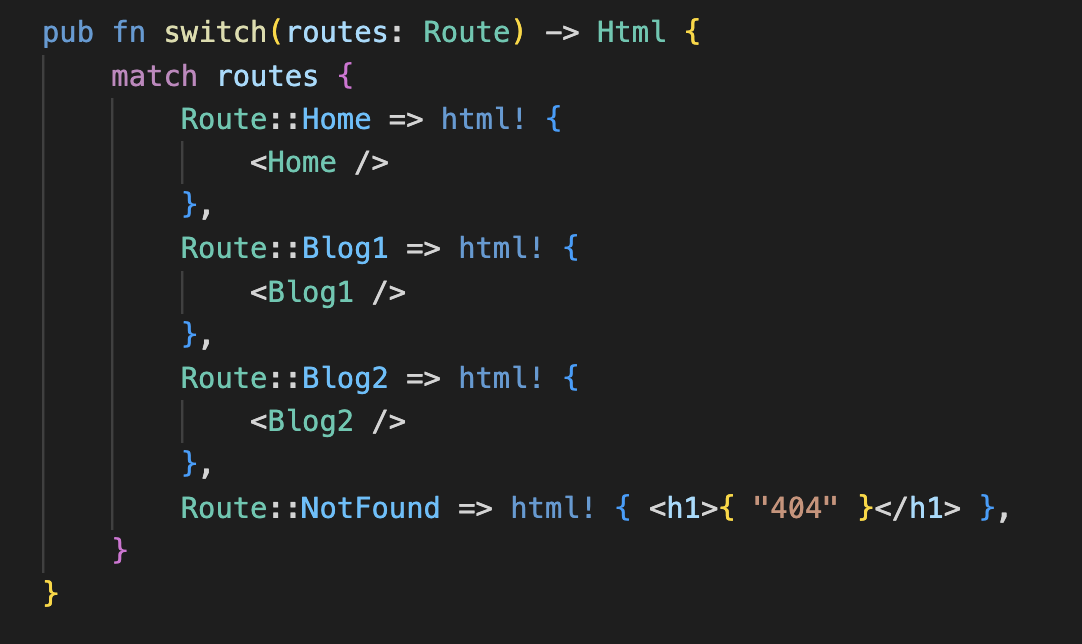 pub fn switch(routes: Route) -> Html {
    match routes {
        Route::Home => html! {
            <Home />
        },
        Route::Blog1 => html! {
            <Blog1 />
        },
        Route::Blog2 => html! {
            <Blog2 />
        },
        Route::NotFound => html! { <h1>{ "404" }</h1> },
    }
}